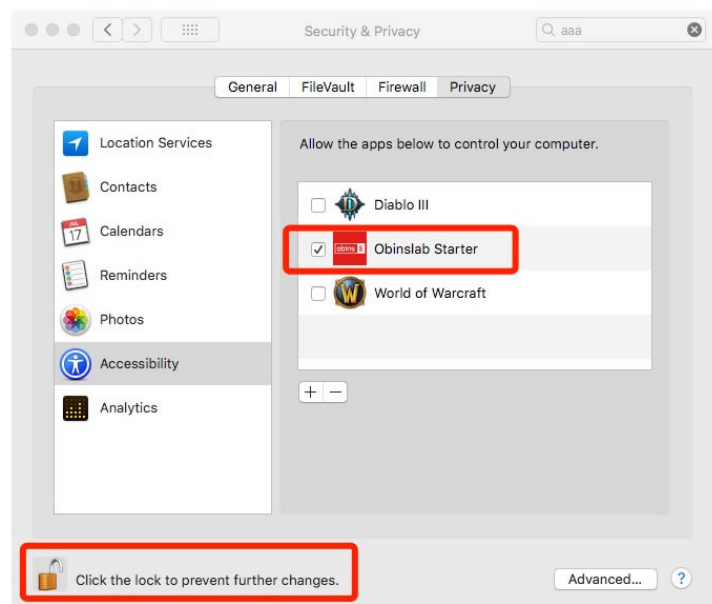 Security & Privacy
aaa
General FileVault Firewall Privacy
Location Services
Contacts
JUL
17
Calendars
Reminders
Photos
Accessibility
Analytics
Allow the apps below to control your computer.
Diablo III
obins
Obinslab Starter
World of Warcraft
Click the lock to prevent further changes.
Advanced...
?